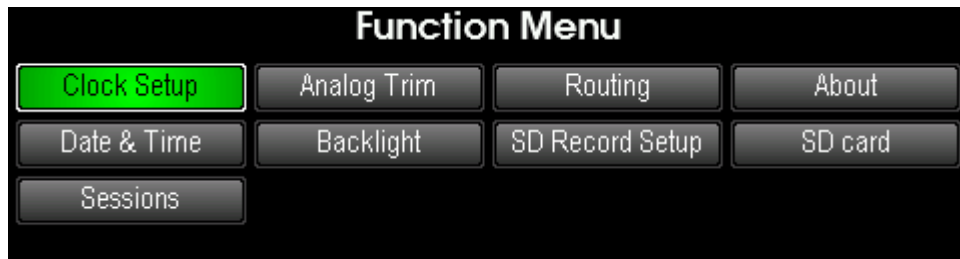 Function Menu
Clock Setup Analog Trim Routing About
Date & Time Backlight SD Record Setup SD card
Sessions